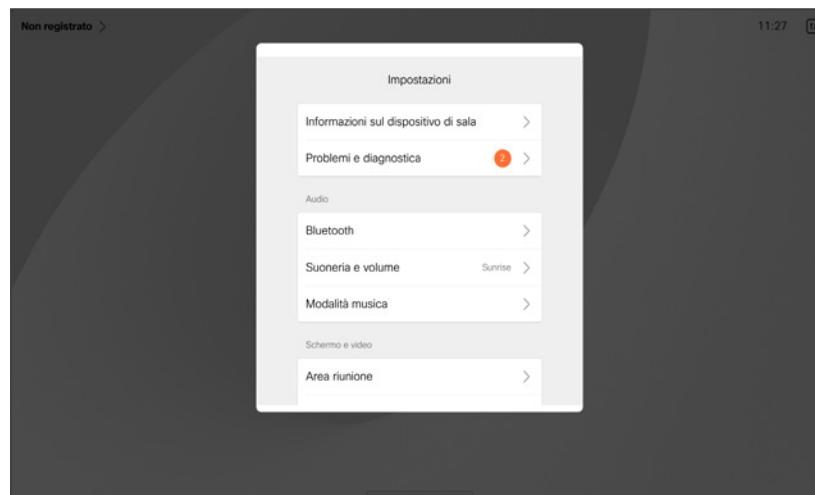 Non registrato
11:27
Impostazioni
Informazioni sul dispositivo di sala
Problemi e diagnostica 2
Audio
Bluetooth
Suoneria e volume Sunrise
Modalità musica
Schermo e video
Area riunione